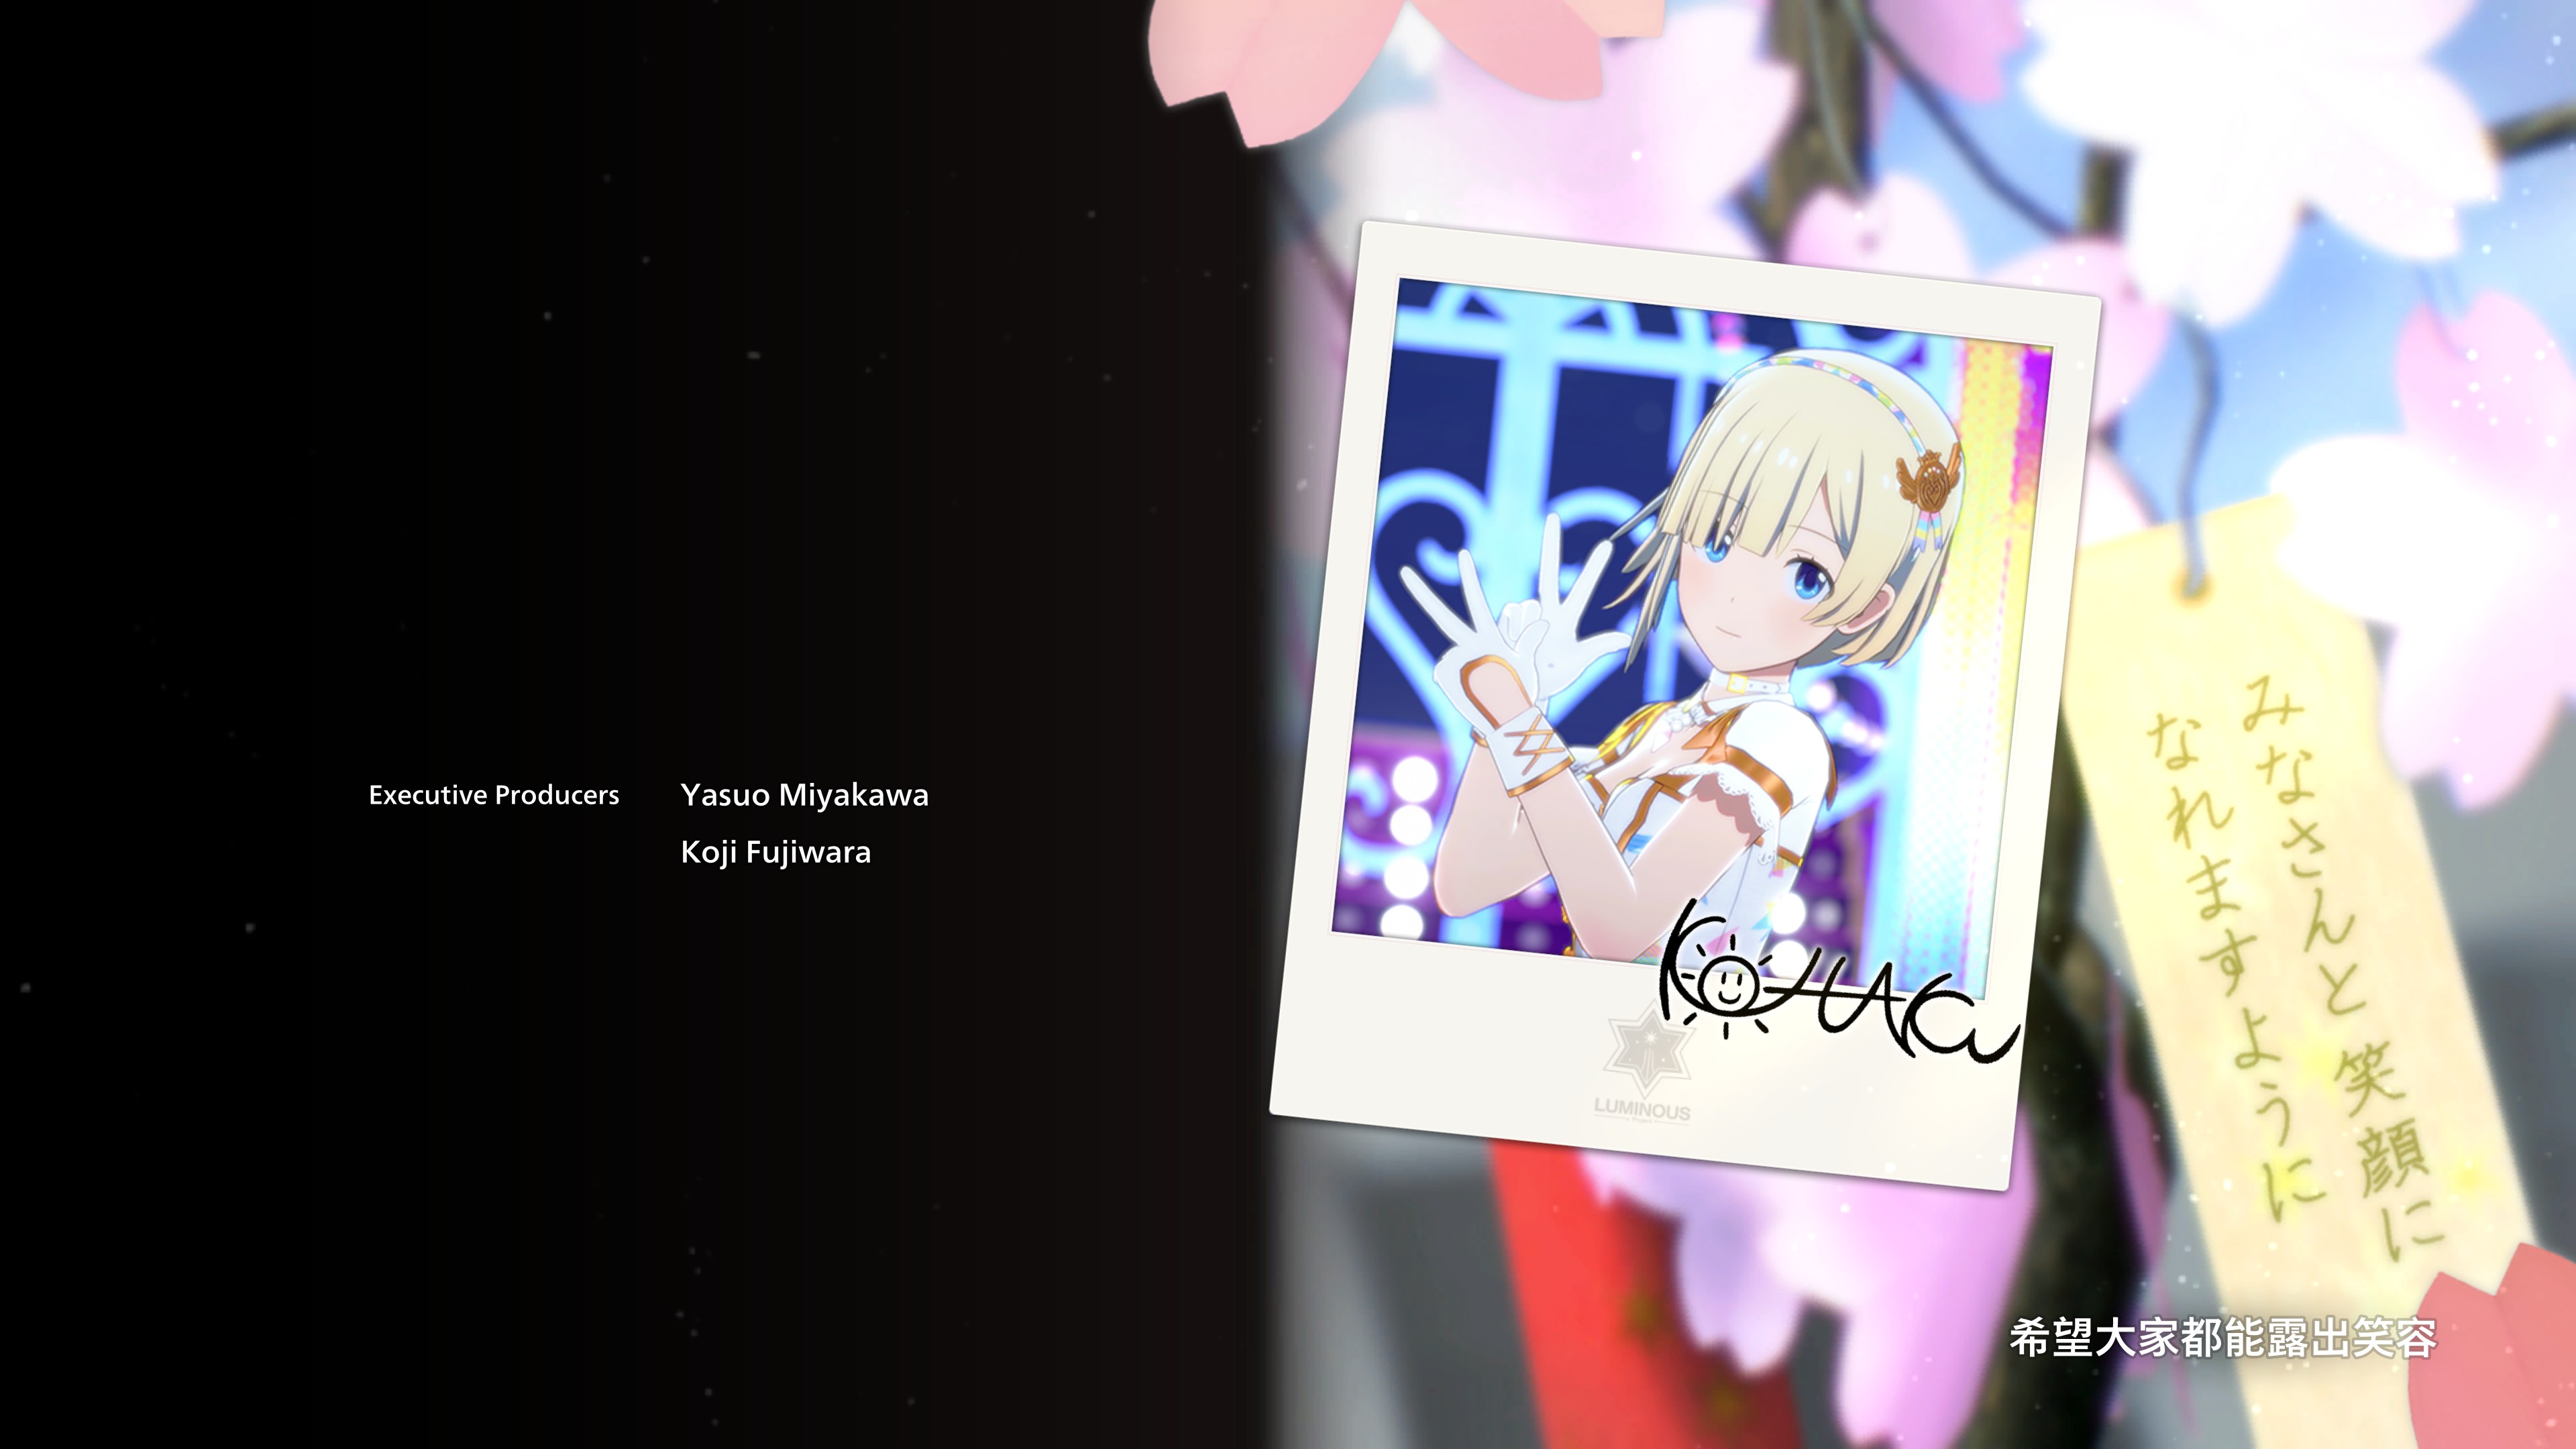 Executive Producers Yasuo Miyakawa
Koji Fujiwara
LUMINOUS
みなさんと笑顔に
なれますように
希望大家都能露出笑容